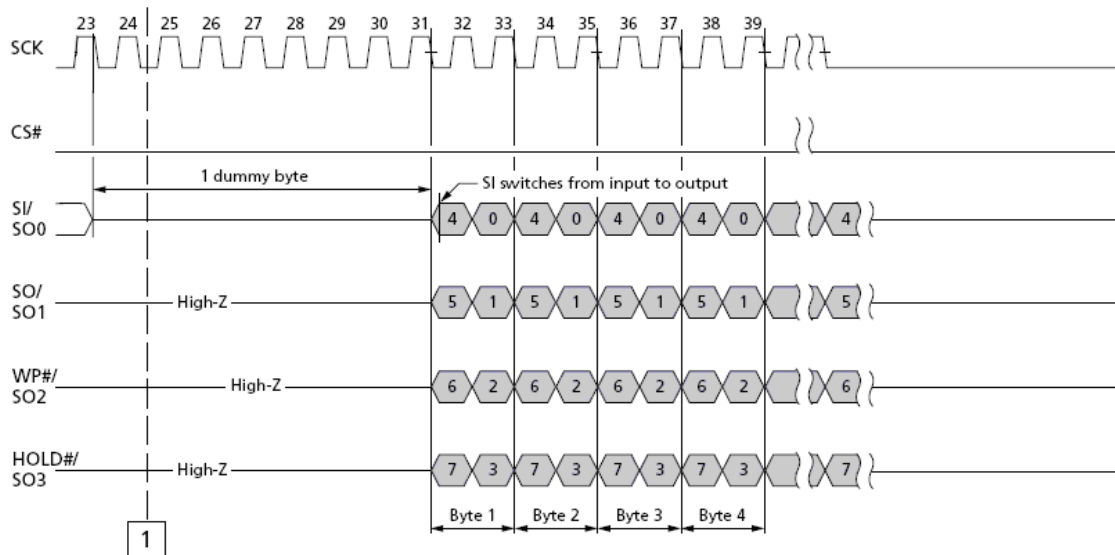 23 24 25 26 27 28 29 30 31 32 33 34 35 36 37 38 39
SCK
CS#
1 dummy byte
SI switches from input to output
SI/
SO0
4 0 4 0 4 0 4 0 4
SO/
SO1
High-Z
5 1 5 1 5 1 5 1 5
WP#/
SO2
High-Z
6 2 6 2 6 2 6 2 6
HOLD#/
SO3
High-Z
7 3 7 3 7 3 7 3 7
Byte 1 Byte 2 Byte 3 Byte 4
1